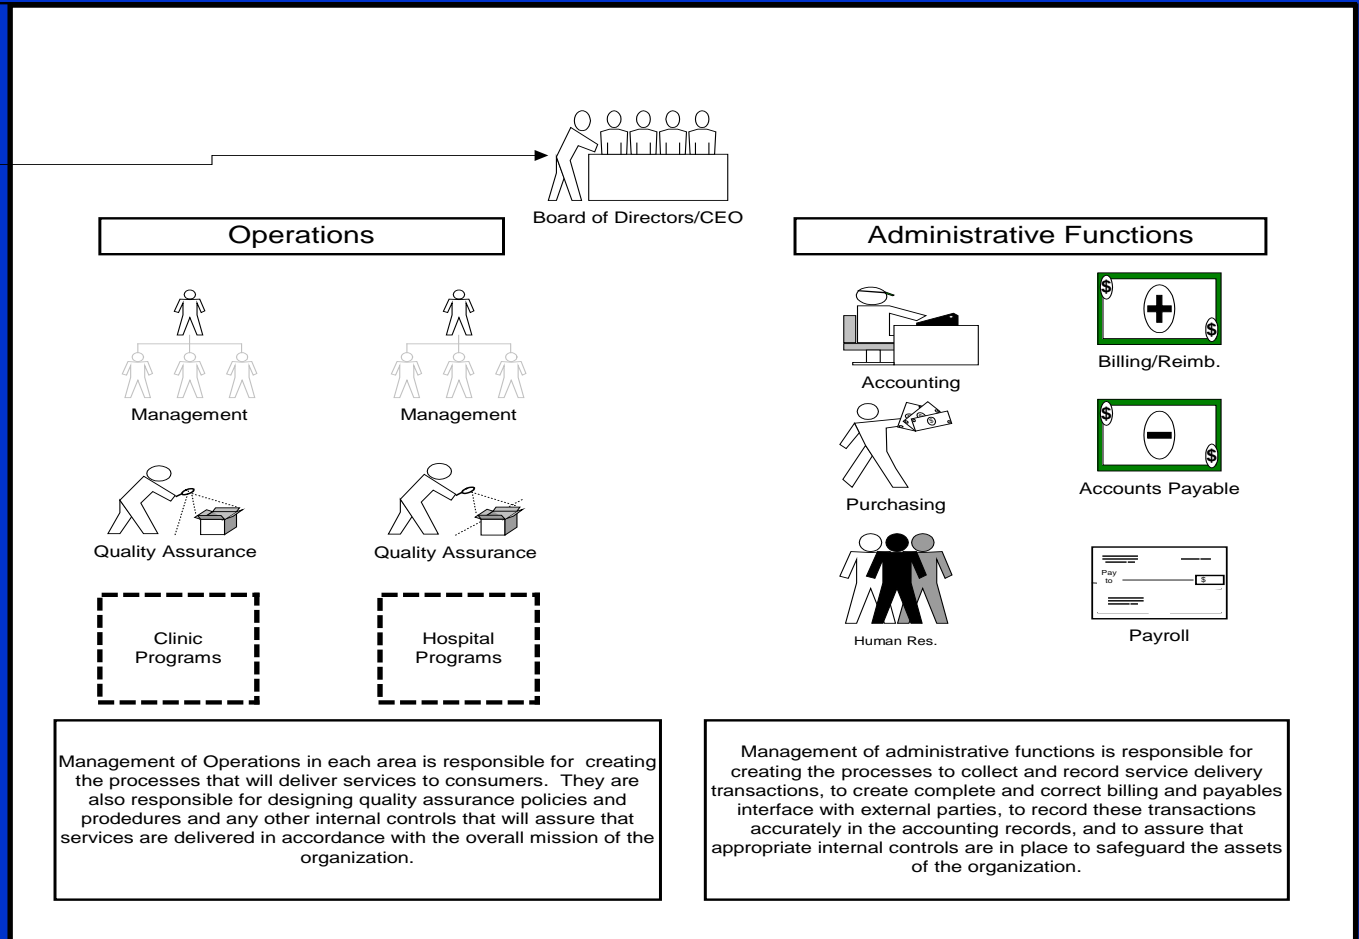 Board of Directors/CEO
Operations
Administrative Functions
Management
Management
Quality Assurance
Quality Assurance
Clinic
Programs
Hospital
Programs
Accounting
$
$
Billing/Reimb.
Purchasing
$
$
Accounts Payable
Human Res.
Pay
to
$
Payroll
Management of Operations in each area is responsible for creating
the processes that will deliver services to consumers. They are
also responsible for designing quality assurance policies and
prodedures and any other internal controls that will assure that
services are delivered in accordance with the overall mission of the
organization.
Management of administrative functions is responsible for
creating the processes to collect and record service delivery
transactions, to create complete and correct billing and payables
interface with external parties, to record these transactions
accurately in the accounting records, and to assure that
appropriate internal controls are in place to safeguard the assets
of the organization.